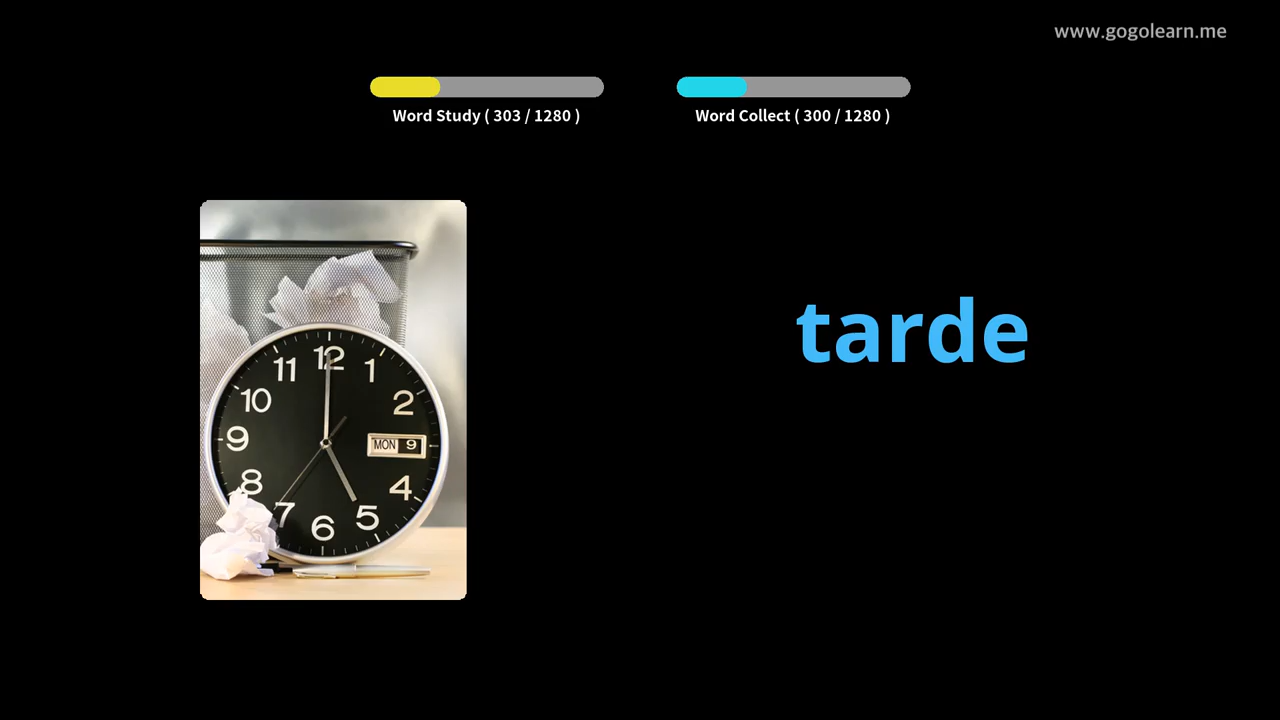 www.gogolearn.me
Word Study ( 303 / 1280 )
Word Collect ( 300 / 1280 )
tarde
12
11 1
10 2
9 MON 9
8 4
7 5
6